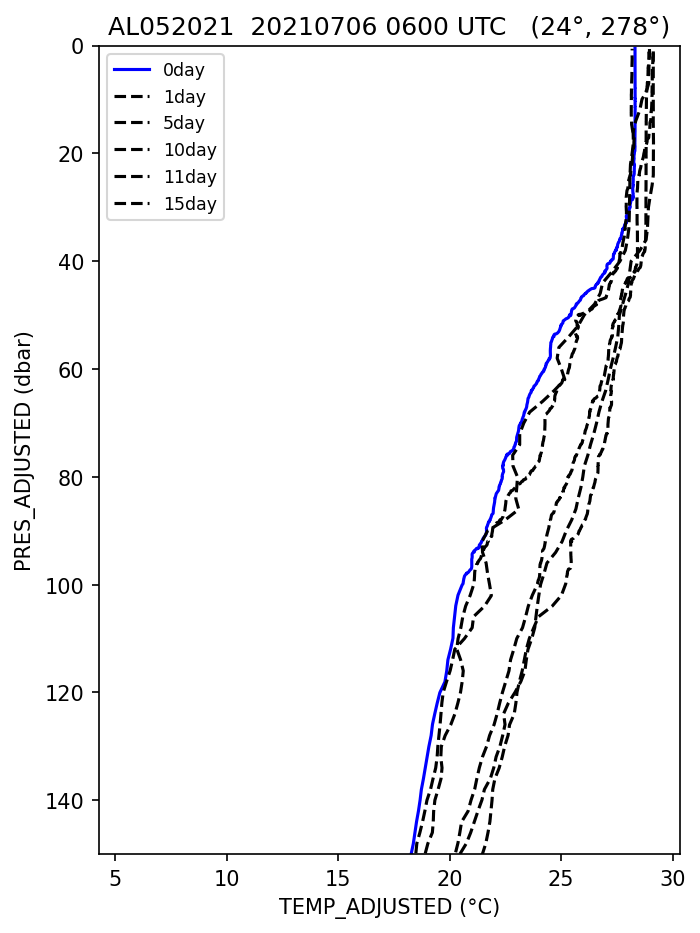 AL052021  20210706 0600 UTC   (24°, 278°)
0day
1day
5day
10day
11day
15day
0
20
40
60
80
100
120
140
PRES_ADJUSTED (dbar)
5 10 15 20 25 30
TEMP_ADJUSTED (°C)